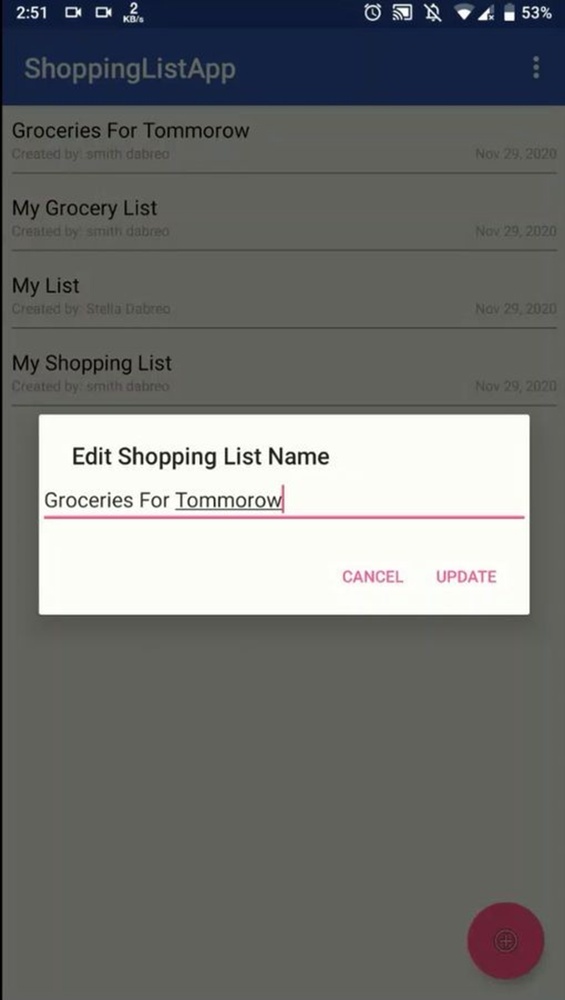 2:51 2 KB/s 53%
ShoppingListApp
Groceries For Tommorow
Created by: smith dabreo Nov 29, 2020
My Grocery List
Created by: smith dabreo Nov 29, 2020
My List
Created by: Stella Dabreo Nov 29, 2020
My Shopping List
Created by: smith dabreo Nov 29, 2020
Edit Shopping List Name
Groceries For Tommorow
CANCEL UPDATE